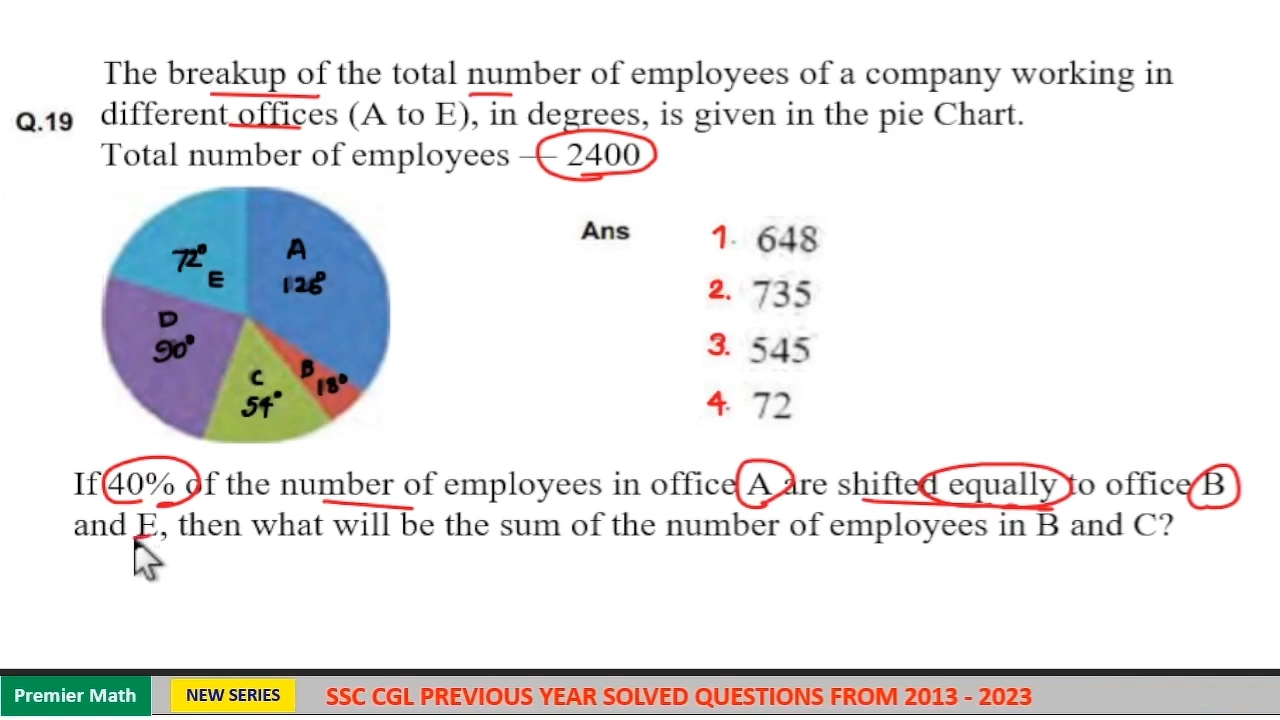 The breakup of the total number of employees of a company working in
Q.19 different offices (A to E), in degrees, is given in the pie Chart.
Total number of employees — 2400
A
126°
72°
E
D
90°
B
18°
C
54°
Ans
1. 648
2. 735
3. 545
4. 72
If 40% of the number of employees in office A are shifted equally to office B
and E, then what will be the sum of the number of employees in B and C?
Premier Math
NEW SERIES
SSC CGL PREVIOUS YEAR SOLVED QUESTIONS FROM 2013 - 2023